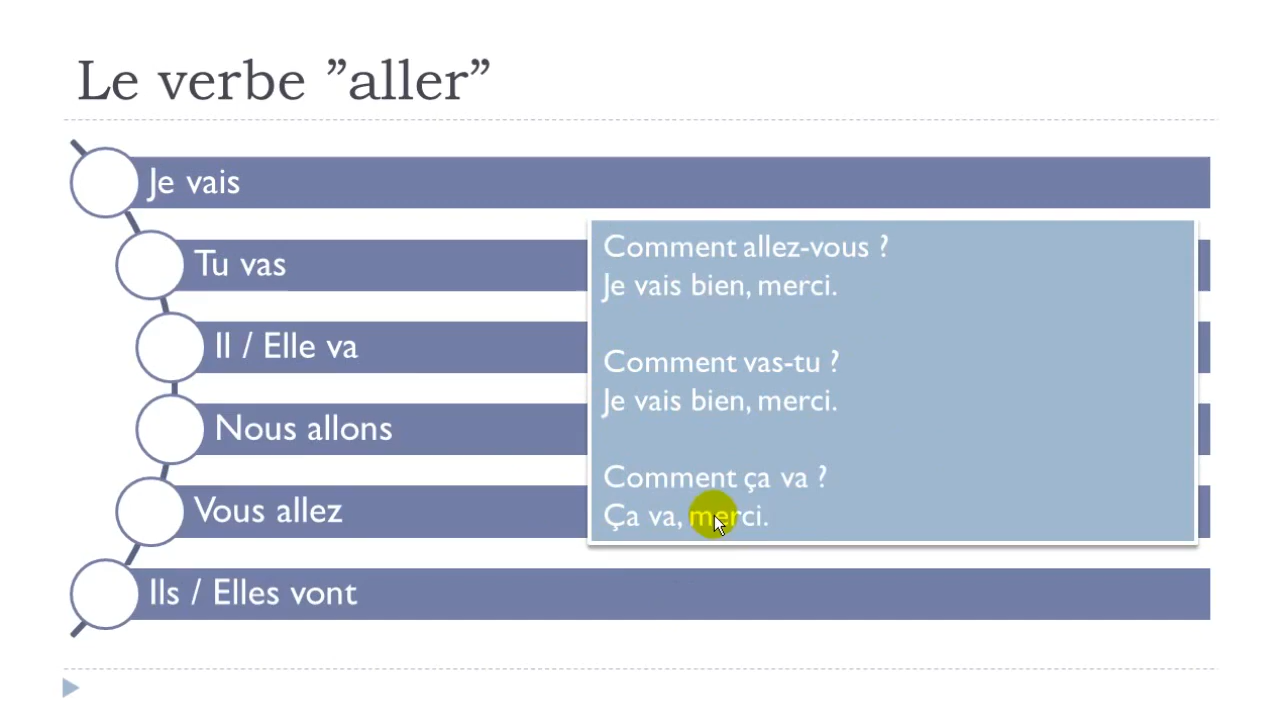 Le verbe ”aller”
Je vais
Tu vas
Il / Elle va
Nous allons
Vous allez
Ils / Elles vont
Comment allez-vous ?
Je vais bien, merci.
Comment vas-tu ?
Je vais bien, merci.
Comment ça va ?
Ça va, merci.